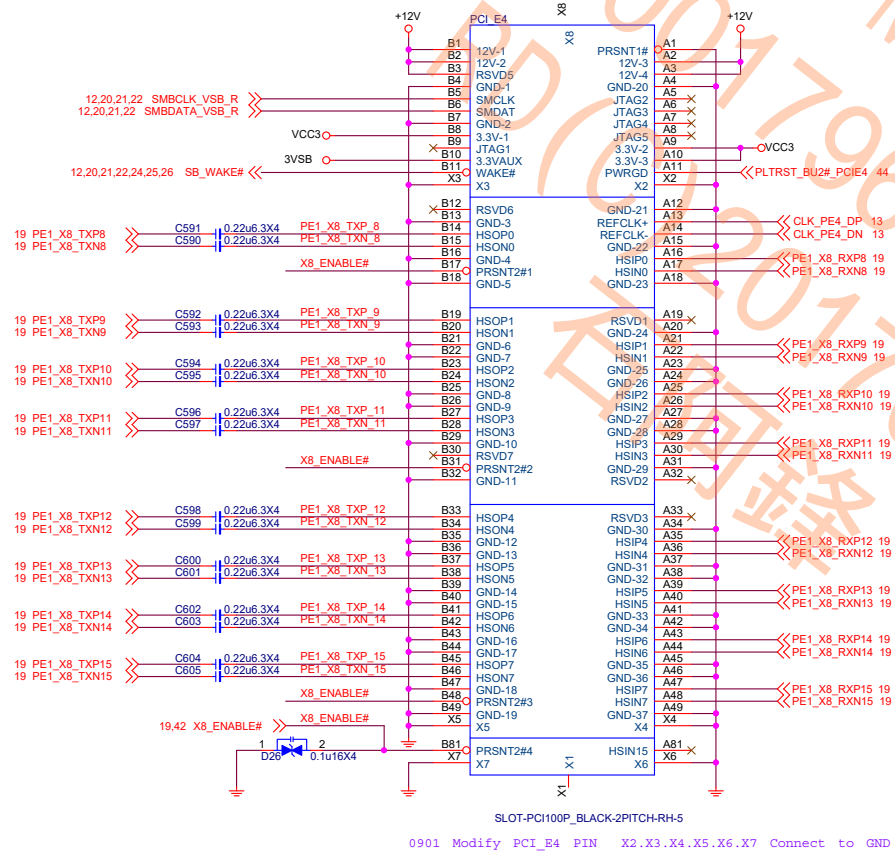 X8
+12V
PCI_E4
X8
+12V
B1 12V-1 PRSNT1# A1
B2 12V-2 12V-3 A2
B3 RSVD5 12V-4 A3
B4 GND-1 GND-20 A4
12,20,21,22 SMBCLK_VSB_R B5 SMCLK JTAG2 A5
12,20,21,22 SMBDATA_VSB_R B6 SMDAT JTAG3 A6
B7 GND-2 JTAG4 A7
VCC3 B8 3.3V-1 JTAG5 A8
B9 JTAG1 3.3V-2 A9 VCC3
3VSB B10 3.3VAUX 3.3V-3 A10
12,20,21,22,24,25,26 SB_WAKE# B11 WAKE# PWRGD A11 PLTRST_BU2#_PCIE4 44
X3 X3 X2 X2
B12 RSVD6 GND-21 A12
B13 GND-3 REFCLK+ A13 CLK_PE4_DP 13
19 PE1_X8_TXP8 C591 0.22u6.3X4 PE1_X8_TXP_8 B14 HSOP0 REFCLK- A14 CLK_PE4_DN 13
19 PE1_X8_TXN8 C590 0.22u6.3X4 PE1_X8_TXN_8 B15 HSON0 GND-22 A15
B16 GND-4 HSIP0 A16 PE1_X8_RXP8 19
X8_ENABLE# B17 PRSNT2#1 HSIN0 A17 PE1_X8_RXN8 19
B18 GND-5 GND-23 A18
19 PE1_X8_TXP9 C592 0.22u6.3X4 PE1_X8_TXP_9 B19 HSOP1 RSVD1 A19
19 PE1_X8_TXN9 C593 0.22u6.3X4 PE1_X8_TXN_9 B20 HSON1 GND-24 A20
B21 GND-6 HSIP1 A21 PE1_X8_RXP9 19
B22 GND-7 HSIN1 A22 PE1_X8_RXN9 19
19 PE1_X8_TXP10 C594 0.22u6.3X4 PE1_X8_TXP_10 B23 HSOP2 GND-25 A23
19 PE1_X8_TXN10 C595 0.22u6.3X4 PE1_X8_TXN_10 B24 HSON2 GND-26 A24
B25 GND-8 HSIP2 A25 PE1_X8_RXP10 19
B26 GND-9 HSIN2 A26 PE1_X8_RXN10 19
19 PE1_X8_TXP11 C596 0.22u6.3X4 PE1_X8_TXP_11 B27 HSOP3 GND-27 A27
19 PE1_X8_TXN11 C597 0.22u6.3X4 PE1_X8_TXN_11 B28 HSON3 GND-28 A28
B29 GND-10 HSIP3 A29 PE1_X8_RXP11 19
B30 RSVD7 HSIN3 A30 PE1_X8_RXN11 19
X8_ENABLE# B31 PRSNT2#2 GND-29 A31
B32 GND-11 RSVD2 A32
19 PE1_X8_TXP12 C598 0.22u6.3X4 PE1_X8_TXP_12 B33 HSOP4 RSVD3 A33
19 PE1_X8_TXN12 C599 0.22u6.3X4 PE1_X8_TXN_12 B34 HSON4 GND-30 A34
B35 GND-12 HSIP4 A35 PE1_X8_RXP12 19
B36 GND-13 HSIN4 A36 PE1_X8_RXN12 19
19 PE1_X8_TXP13 C600 0.22u6.3X4 PE1_X8_TXP_13 B37 HSOP5 GND-31 A37
19 PE1_X8_TXN13 C601 0.22u6.3X4 PE1_X8_TXN_13 B38 HSON5 GND-32 A38
B39 GND-14 HSIP5 A39 PE1_X8_RXP13 19
B40 GND-15 HSIN5 A40 PE1_X8_RXN13 19
19 PE1_X8_TXP14 C602 0.22u6.3X4 PE1_X8_TXP_14 B41 HSOP6 GND-33 A41
19 PE1_X8_TXN14 C603 0.22u6.3X4 PE1_X8_TXN_14 B42 HSON6 GND-34 A42
B43 GND-16 HSIP6 A43 PE1_X8_RXP14 19
B44 GND-17 HSIN6 A44 PE1_X8_RXN14 19
19 PE1_X8_TXP15 C604 0.22u6.3X4 PE1_X8_TXP_15 B45 HSOP7 GND-35 A45
19 PE1_X8_TXN15 C605 0.22u6.3X4 PE1_X8_TXN_15 B46 HSON7 GND-36 A46
B47 GND-18 HSIP7 A47 PE1_X8_RXP15 19
X8_ENABLE# B48 PRSNT2#3 HSIN7 A48 PE1_X8_RXN15 19
B49 GND-19 GND-37 A49
X5 X5 X4 X4
19,42 X8_ENABLE# X8_ENABLE#
1 2 B81 PRSNT2#4 HSIN15 A81
D26 0.1u16X4 X7 X7 X6 X6
X1
X1
SLOT-PCI100P_BLACK-2PITCH-RH-5
0901 Modify PCI_E4 PIN X2.X3.X4.X5.X6.X7 Connect to GND
石阿鋒